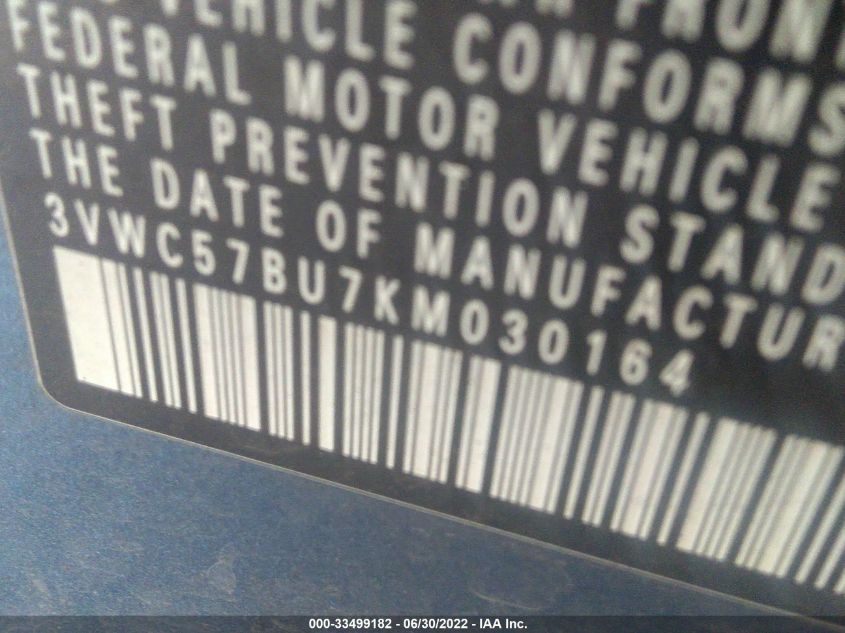 VEHICLE CONFORMS
FEDERAL MOTOR VEHICLE
THEFT PREVENTION STAND
THE DATE OF MANUFACTUR
3VWC57BU7KM030164
000-33499182 - 06/30/2022 - IAA Inc.